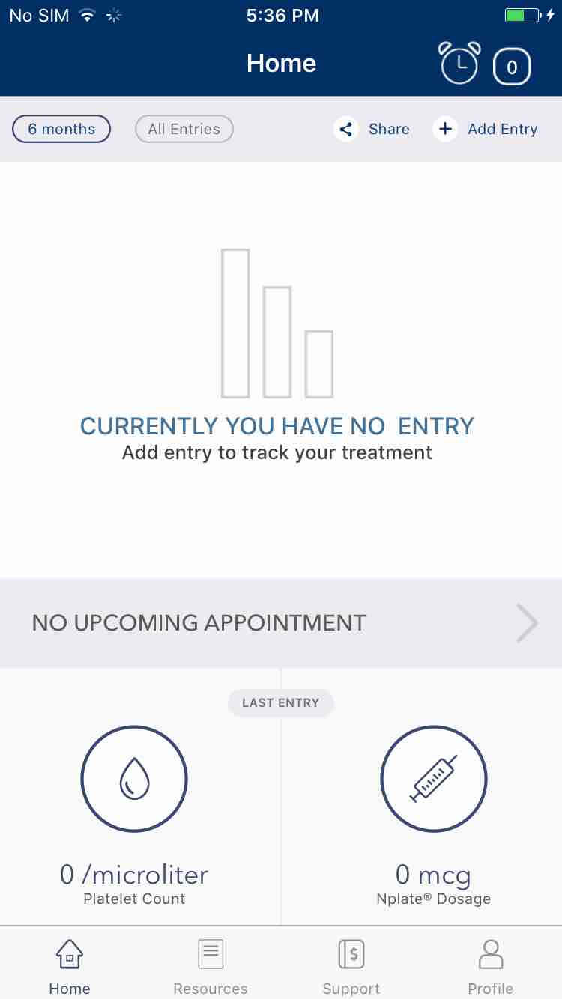 No SIM 5:36 PM
Home 0
6 months All Entries Share Add Entry
CURRENTLY YOU HAVE NO ENTRY
Add entry to track your treatment
NO UPCOMING APPOINTMENT
LAST ENTRY
0 /microliter 0 mcg
Platelet Count Nplate® Dosage
$
Home Resources Support Profile